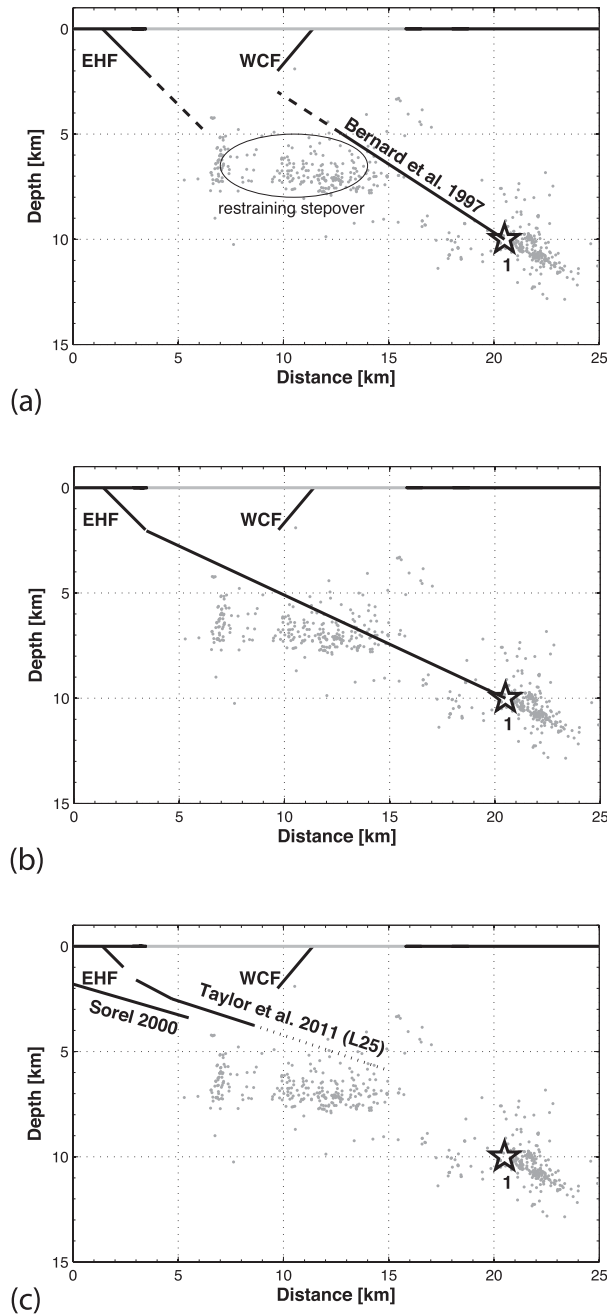 0
EHF
WCF
5
Bernard et al. 1997
Depth [km]
restraining stepover
10
1
15
0 5 10 15 20 25
Distance [km]
(a)
0
EHF
WCF
5
Depth [km]
10
1
15
0 5 10 15 20 25
Distance [km]
(b)
0
EHF
WCF
Sorel 2000
Taylor et al. 2011 (L25)
5
Depth [km]
10
1
15
0 5 10 15 20 25
Distance [km]
(c)